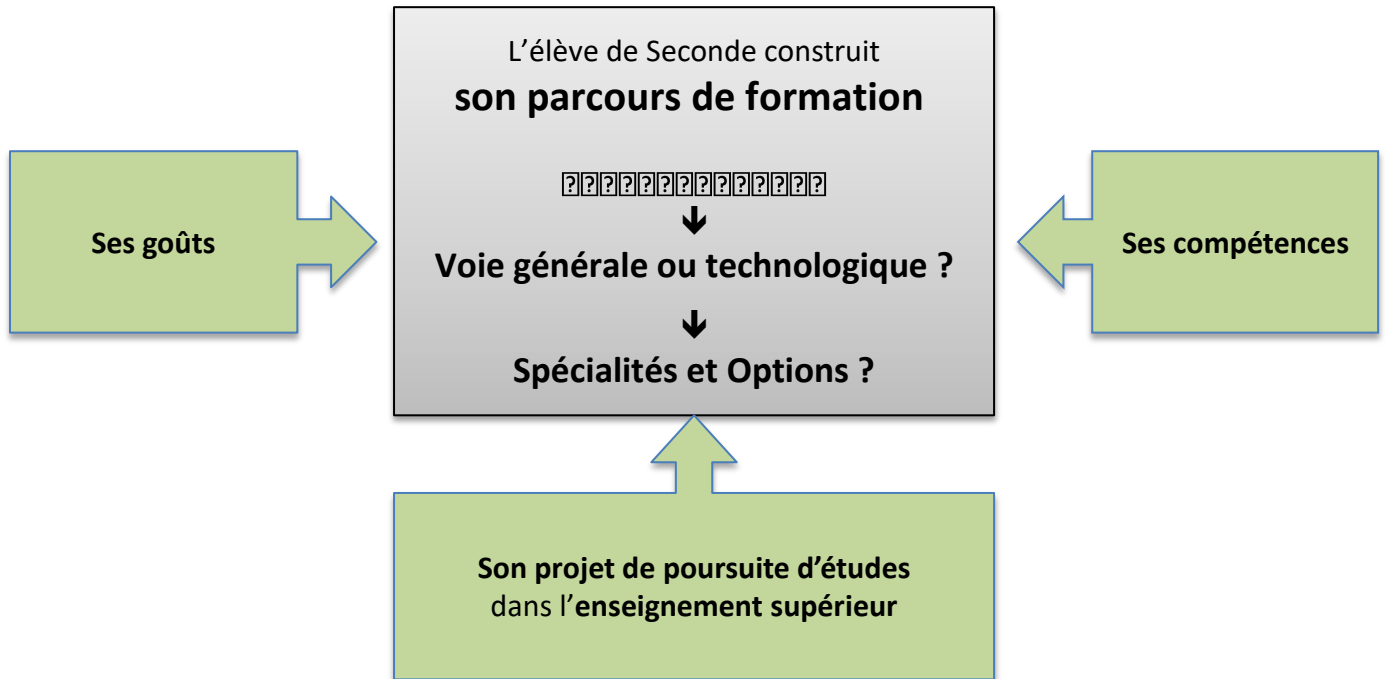 L’élève de Seconde construit
son parcours de formation
Ses goûts
Voie générale ou technologique ?
Ses compétences
Spécialités et Options ?
Son projet de poursuite d’études
dans l’enseignement supérieur